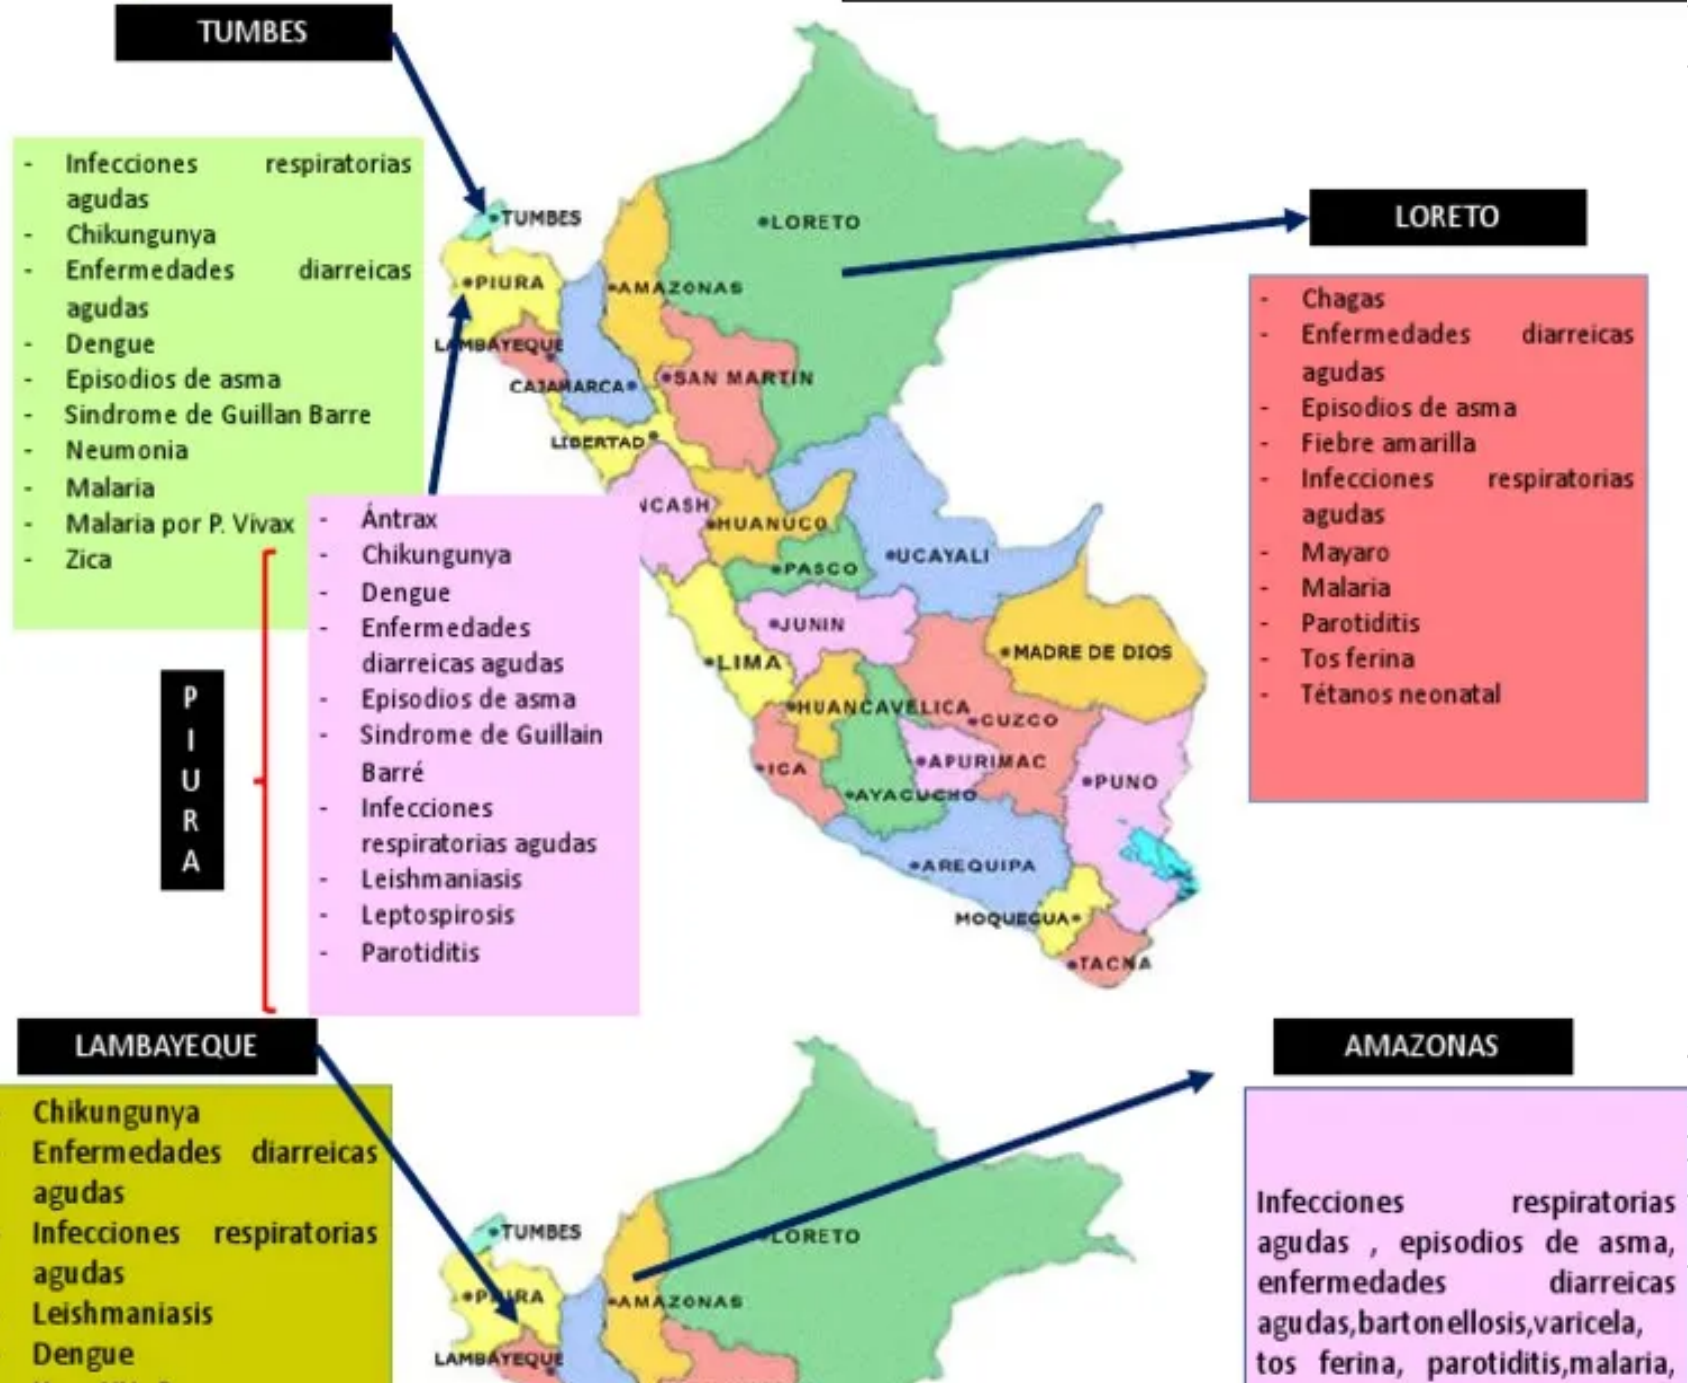 TUMBES
- Infecciones respiratorias
agudas
- Chikungunya
- Enfermedades diarreicas
agudas
- Dengue
- Episodios de asma
- Sindrome de Guillan Barre
- Neumonia
- Malaria
- Malaria por P. Vivax
- Zica
PIURA
- Ántrax
- Chikungunya
- Dengue
- Enfermedades
diarreicas agudas
- Episodios de asma
- Sindrome de Guillain
Barré
- Infecciones
respiratorias agudas
- Leishmaniasis
- Leptospirosis
- Parotiditis
TUMBES
LORETO
PIURA
AMAZONAS
LAMBAYEQUE
SAN MARTIN
CAJAMARCA
LIBERTAD
NCASH
HUANUCO
UCAYALI
PASCO
JUNIN
MADRE DE DIOS
LIMA
HUANCAVELICA
CUZCO
APURIMAC
ICA
PUNO
AYACUCHO
AREQUIPA
MOQUEGUA
TACNA
LORETO
- Chagas
- Enfermedades diarreicas
agudas
- Episodios de asma
- Fiebre amarilla
- Infecciones respiratorias
agudas
- Mayaro
- Malaria
- Parotiditis
- Tos ferina
- Tétanos neonatal
LAMBAYEQUE
Chikungunya
Enfermedades diarreicas
agudas
Infecciones respiratorias
agudas
Leishmaniasis
Dengue
TUMBES
LORETO
PIURA
AMAZONAS
LAMBAYEQUE
AMAZONAS
Infecciones respiratorias
agudas , episodios de asma,
enfermedades diarreicas
agudas,bartonellosis,varicela,
tos ferina, parotiditis,malaria,